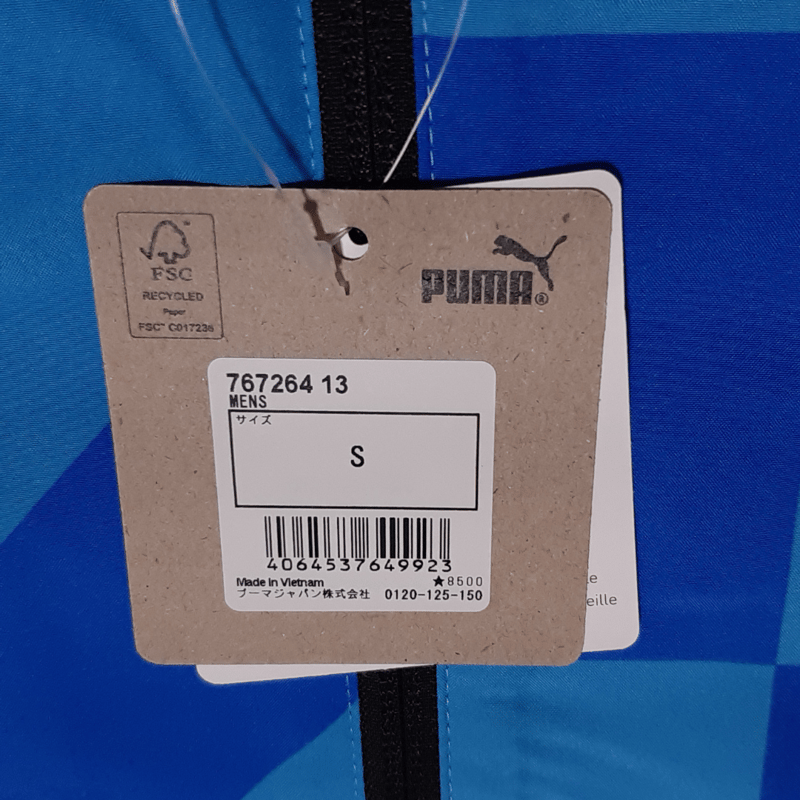 FSC
RECYCLED
Paper
FSC™ C017236
PUMA®
767264 13
MENS
サイズ
S
4064537649923
Made in Vietnam
★8500
プーマジャパン株式会社 0120-125-150